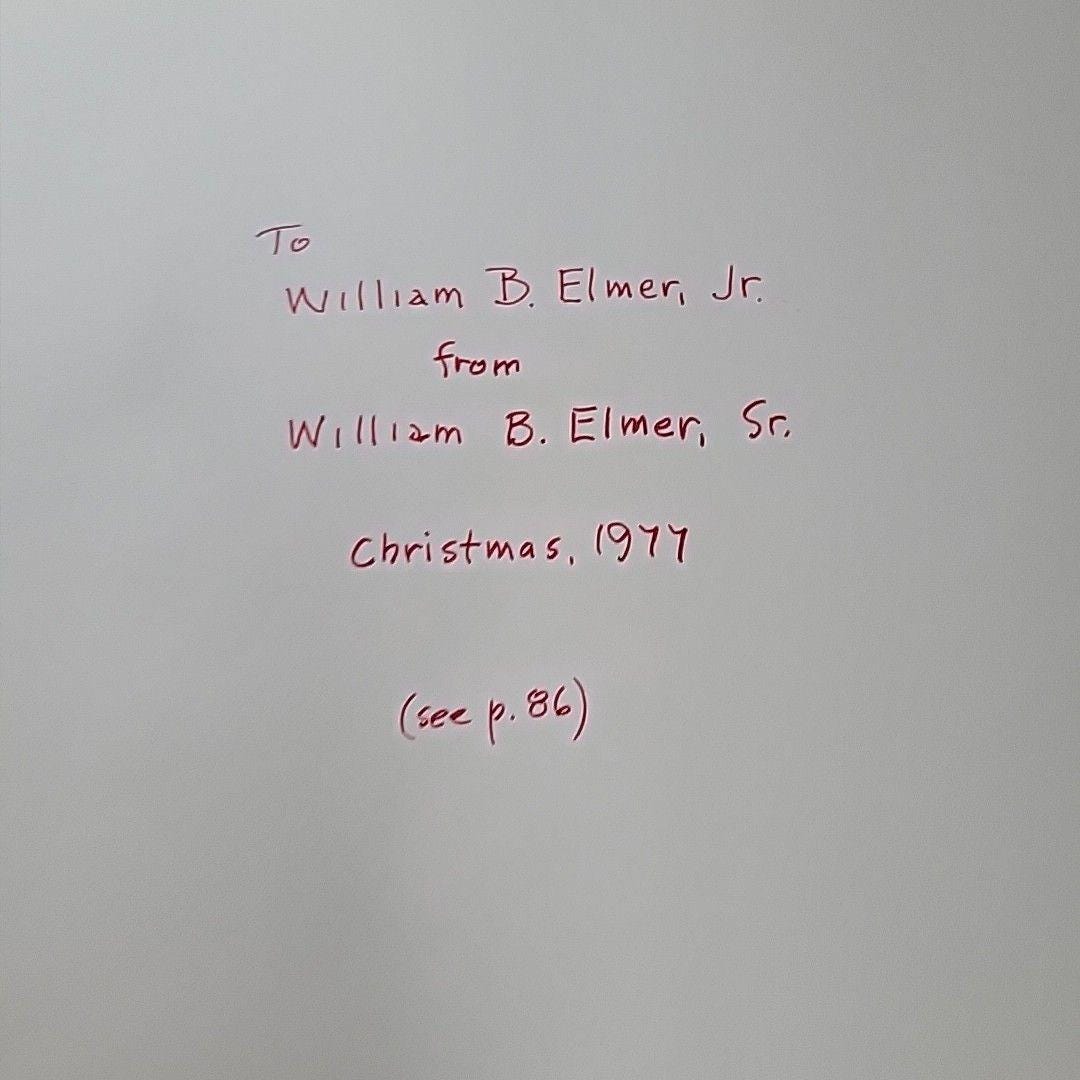 To
William B. Elmer, Jr.
from
William B. Elmer, Sr.
Christmas, 1977
(see p. 86)